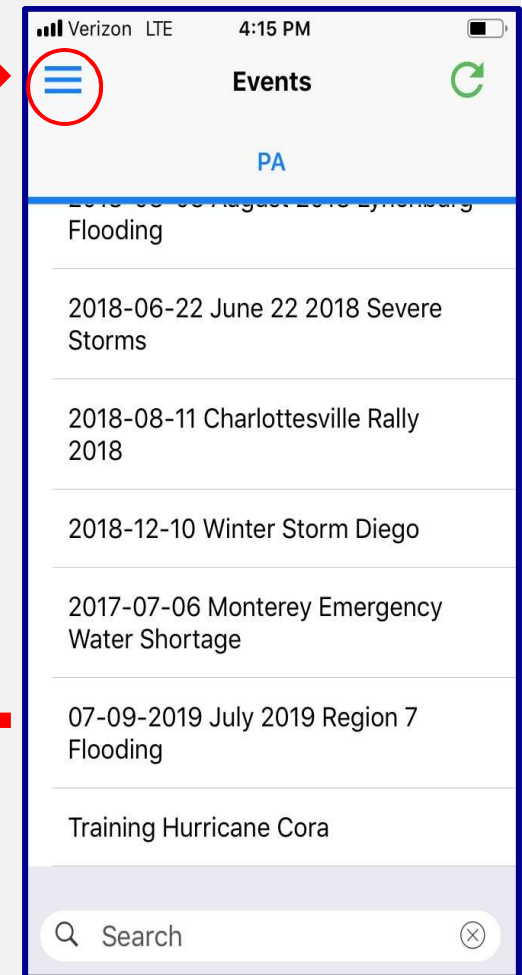 Verizon LTE 4:15 PM
Events
PA
Flooding
2018-06-22 June 22 2018 Severe
Storms
2018-08-11 Charlottesville Rally
2018
2018-12-10 Winter Storm Diego
2017-07-06 Monterey Emergency
Water Shortage
07-09-2019 July 2019 Region 7
Flooding
Training Hurricane Cora
Search